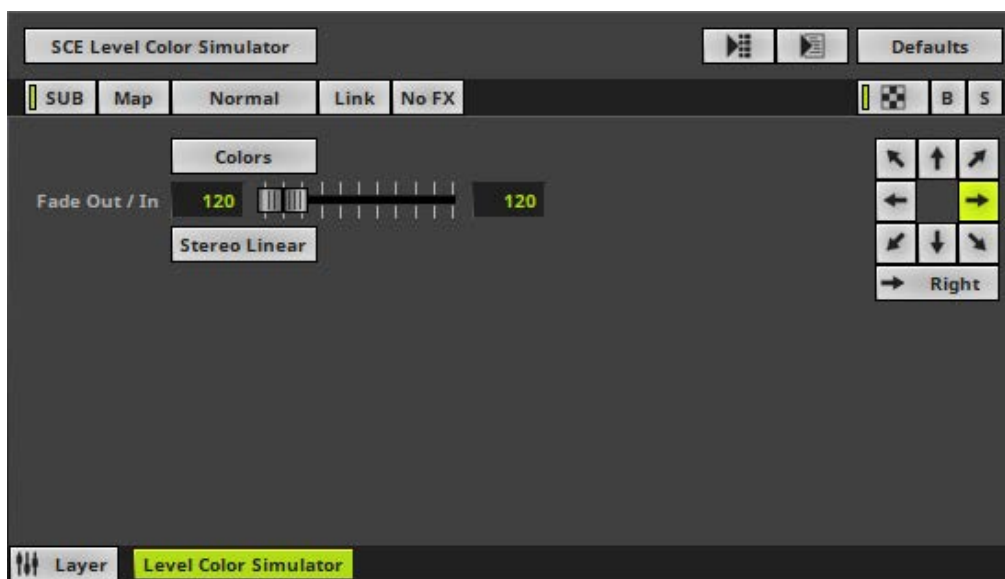 SCE Level Color Simulator Defaults
SUB Map Normal Link No FX B S
Colors
Fade Out / In 120 120
Stereo Linear
Right
Layer Level Color Simulator